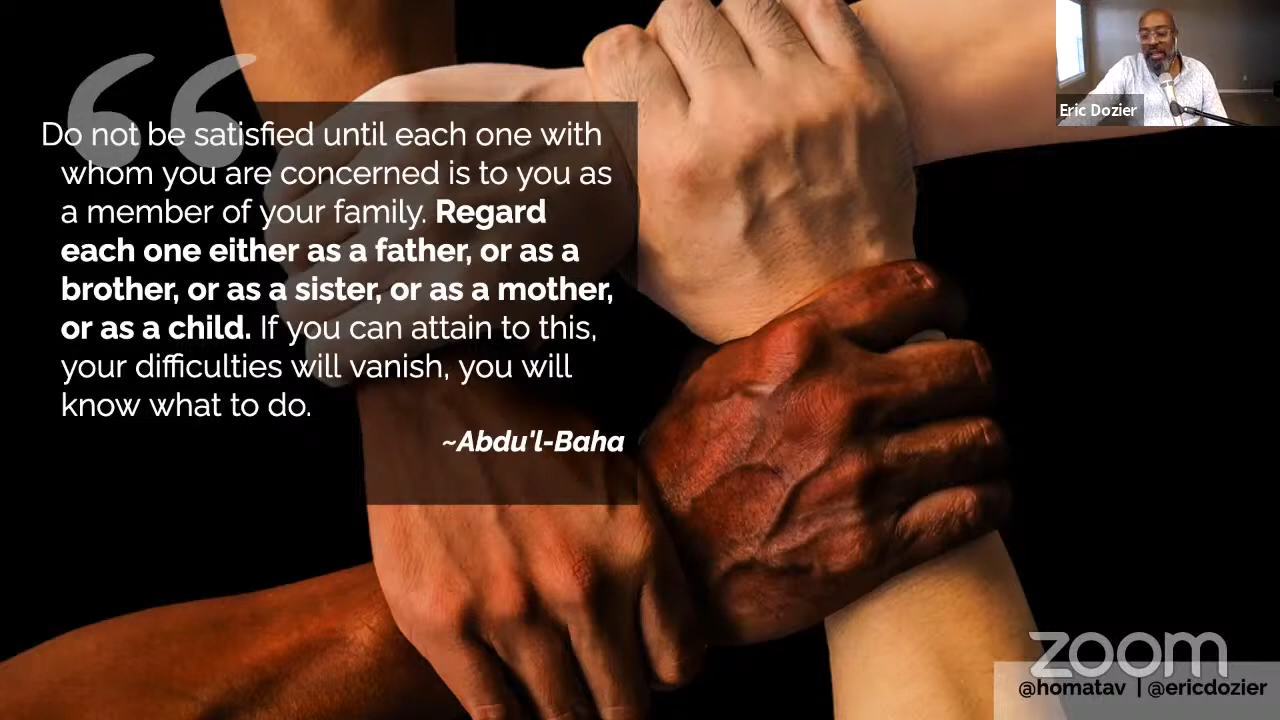 Do not be satisfied until each one with
whom you are concerned is to you as
a member of your family. Regard
each one either as a father, or as a
brother, or as a sister, or as a mother,
or as a child. If you can attain to this,
your difficulties will vanish, you will
know what to do.
~Abdu'l-Baha
Eric Dozier
zoom
@homatav | @ericdozier